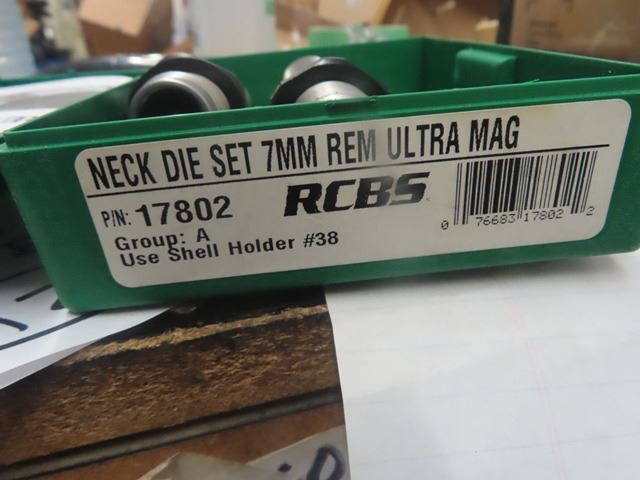 NECK DIE SET 7MM REM ULTRA MAG
P/N: 17802
RCBS
Group: A
Use Shell Holder #38
0 76683 17802 2